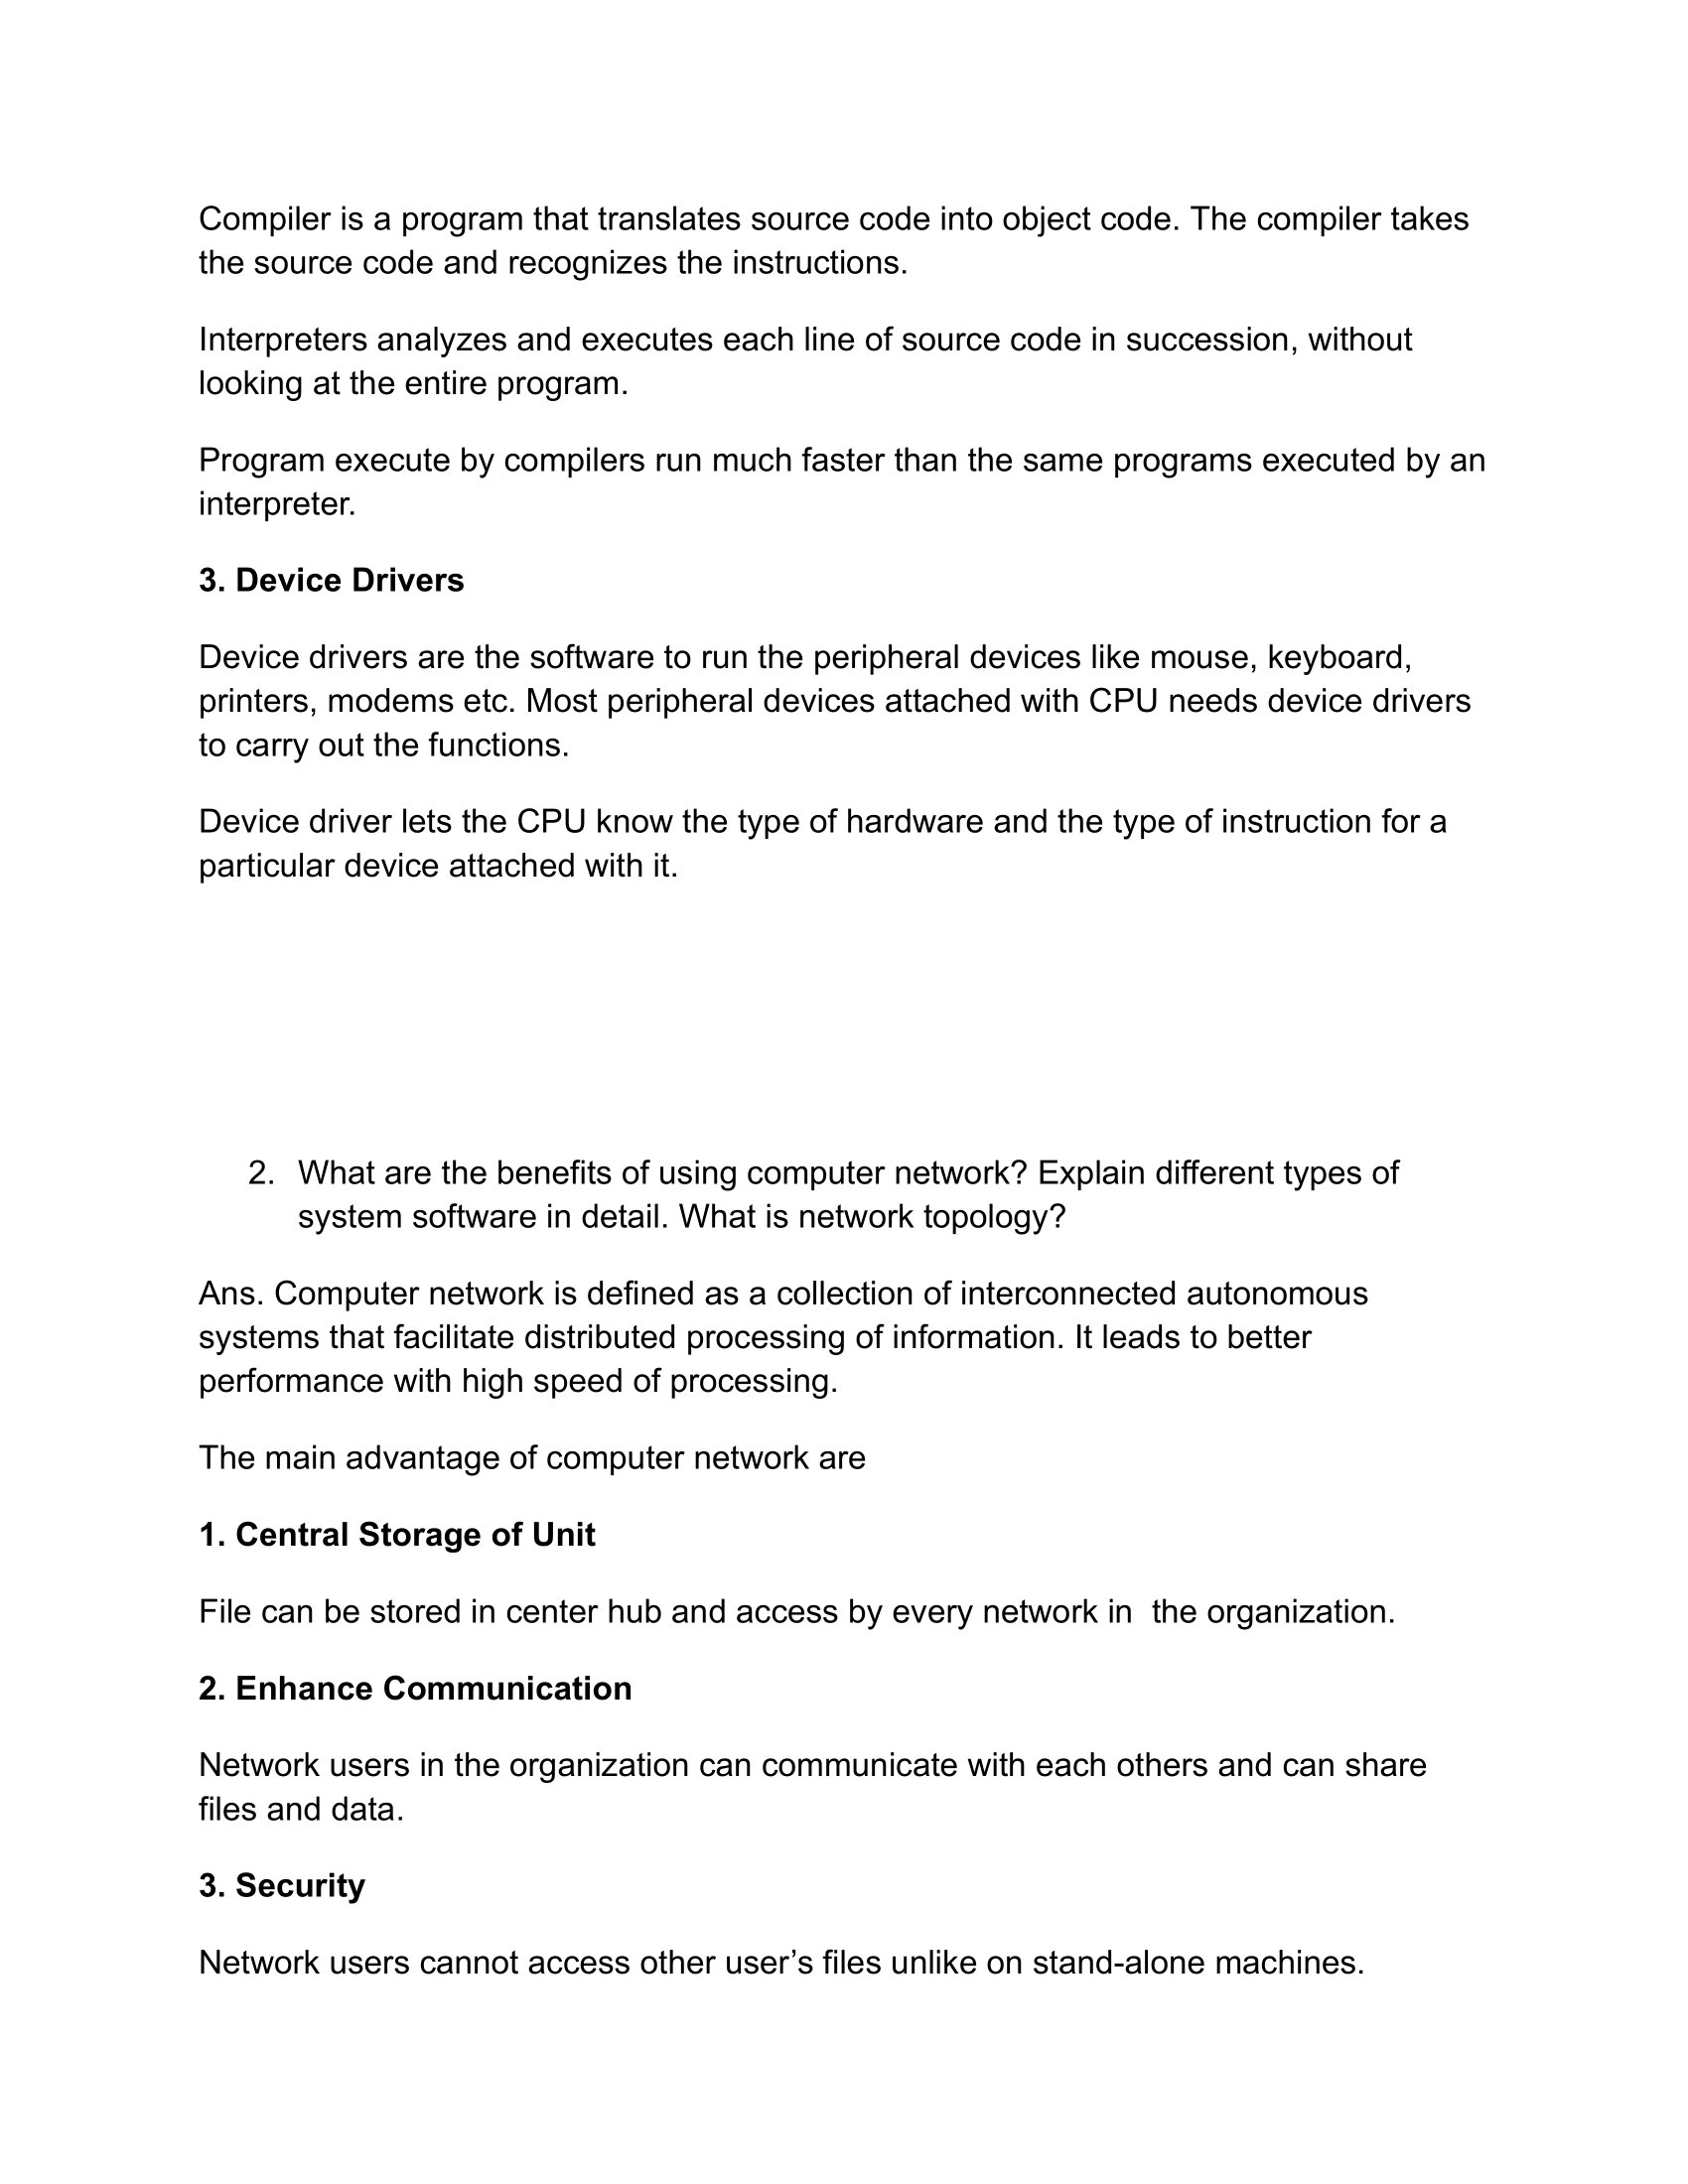 Compiler is a program that translates source code into object code. The compiler takes
the source code and recognizes the instructions.
Interpreters analyzes and executes each line of source code in succession, without
looking at the entire program.
Program execute by compilers run much faster than the same programs executed by an
interpreter.
3. Device Drivers
Device drivers are the software to run the peripheral devices like mouse, keyboard,
printers, modems etc. Most peripheral devices attached with CPU needs device drivers
to carry out the functions.
Device driver lets the CPU know the type of hardware and the type of instruction for a
particular device attached with it.
2. What are the benefits of using computer network? Explain different types of
system software in detail. What is network topology?
Ans. Computer network is defined as a collection of interconnected autonomous
systems that facilitate distributed processing of information. It leads to better
performance with high speed of processing.
The main advantage of computer network are
1. Central Storage of Unit
File can be stored in center hub and access by every network in  the organization.
2. Enhance Communication
Network users in the organization can communicate with each others and can share
files and data.
3. Security
Network users cannot access other user’s files unlike on stand-alone machines.